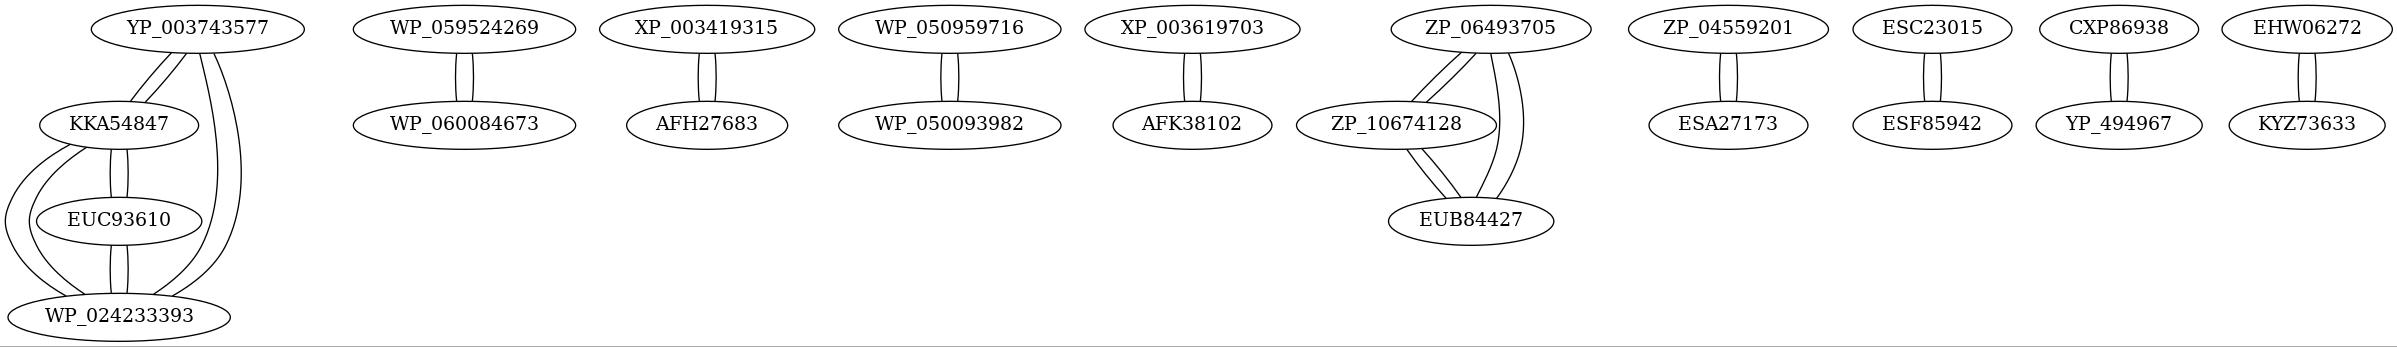 YP_003743577
WP_059524269
XP_003419315
WP_050959716
XP_003619703
ZP_06493705
ZP_04559201
ESC23015
CXP86938
EHW06272
KKA54847
WP_060084673
AFH27683
WP_050093982
AFK38102
ZP_10674128
ESA27173
ESF85942
YP_494967
KYZ73633
EUC93610
EUB84427
WP_024233393